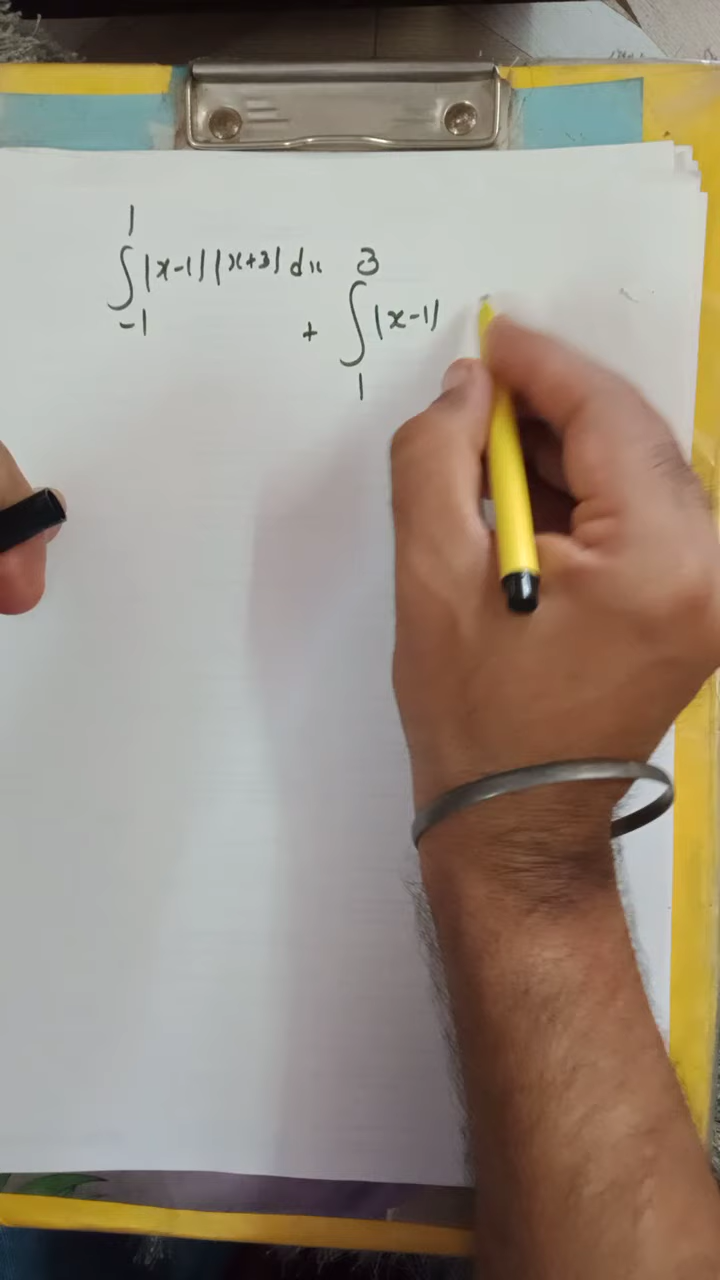 1
∫|x-1||x+3| dx
-1
3
+ ∫|x-1|
1